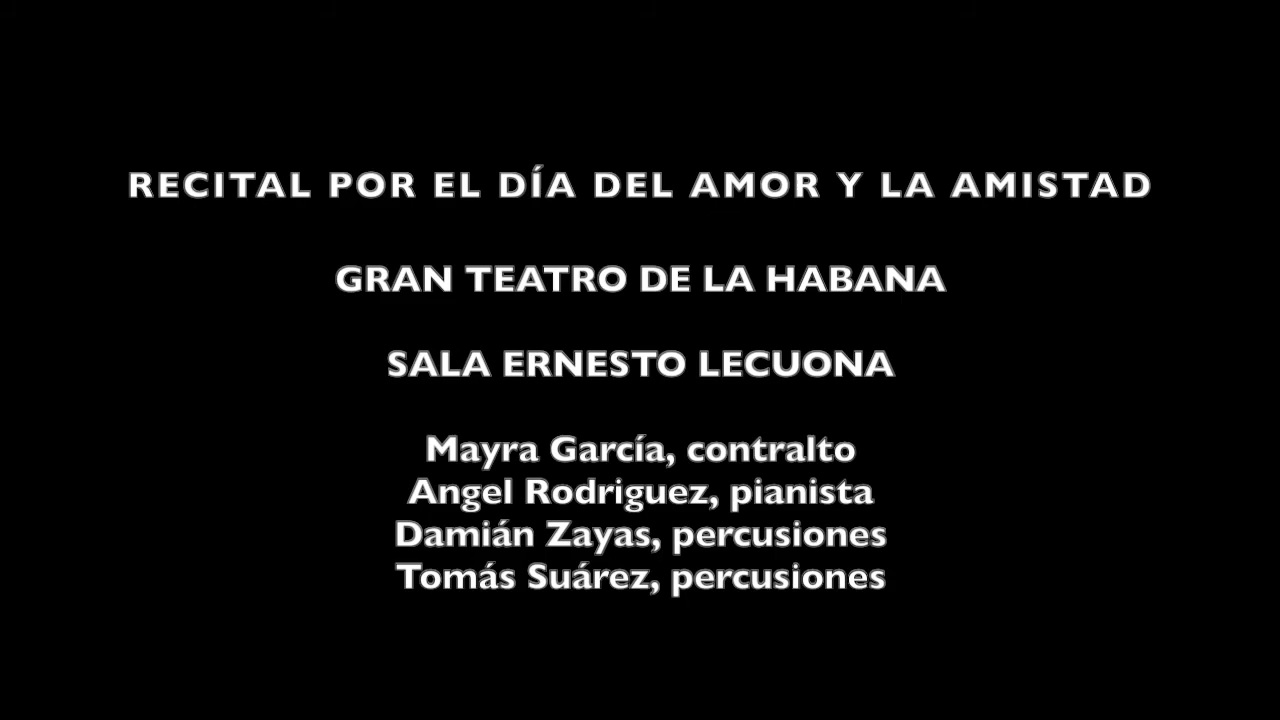 RECITAL POR EL DÍA DEL AMOR Y LA AMISTAD
GRAN TEATRO DE LA HABANA
SALA ERNESTO LECUONA
Mayra García, contralto
Angel Rodriguez, pianista
Damián Zayas, percusiones
Tomás Suárez, percusiones